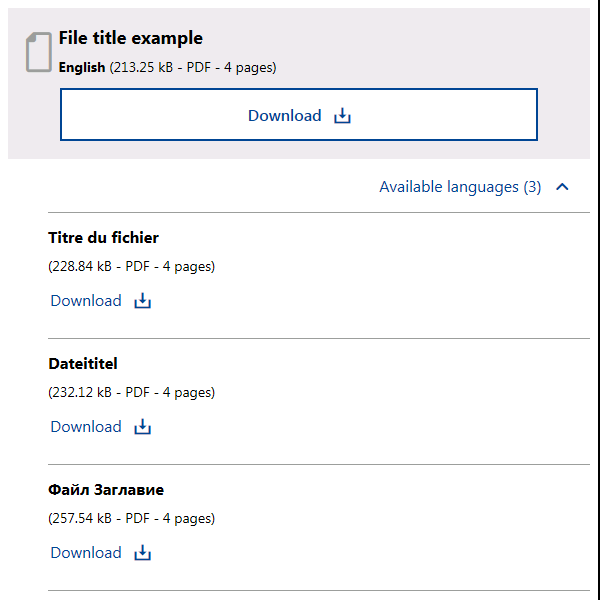 File title example
English (213.25 kB - PDF - 4 pages)
Download
Available languages (3)
Titre du fichier
(228.84 kB - PDF - 4 pages)
Download
Dateititel
(232.12 kB - PDF - 4 pages)
Download
Файл Заглавие
(257.54 kB - PDF - 4 pages)
Download